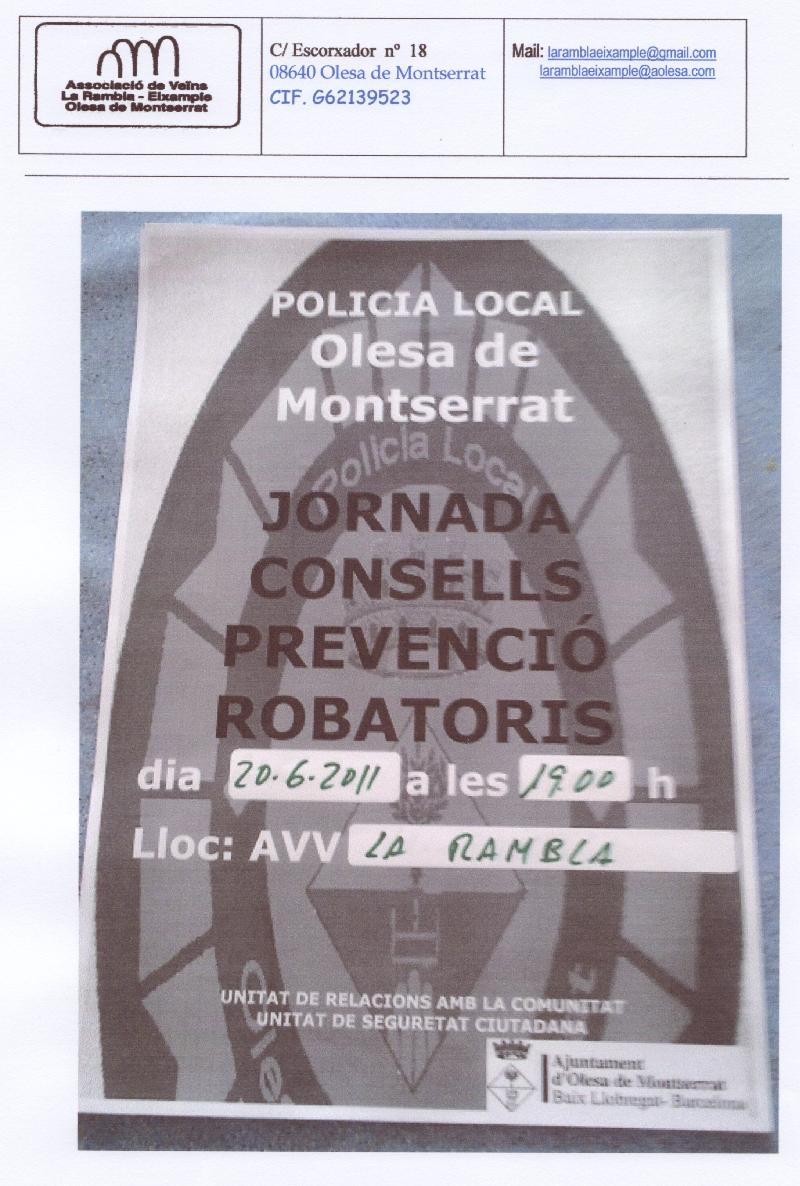 Associació de Veïns
La Rambla - Eixample
Olesa de Montserrat
C/ Escorxador nº 18
08640 Olesa de Montserrat
CIF. G62139523
Mail: laramblaeixample@gmail.com
laramblaeixample@aolesa.com
POLICIA LOCAL
Olesa de
Montserrat
Policia Local
JORNADA
CONSELLS
PREVENCIÓ
ROBATORIS
dia 20.6.2011 a les 19.00 h
Lloc: AVV LA RAMBLA
UNITAT DE RELACIONS AMB LA COMUNITAT
UNITAT DE SEGURETAT CIUTADANA
Ajuntament
d'Olesa de Montserrat
Baix Llobregat- Barcelona